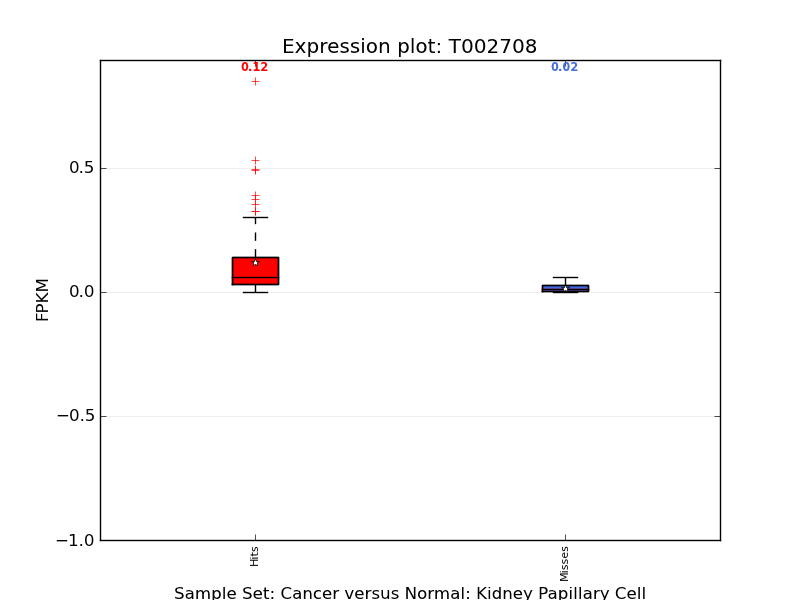 Expression plot: T002708
0.12
0.02
0.5
0.0
−0.5
−1.0
FPKM
Hits
Misses
Sample Set: Cancer versus Normal: Kidney Papillary Cell